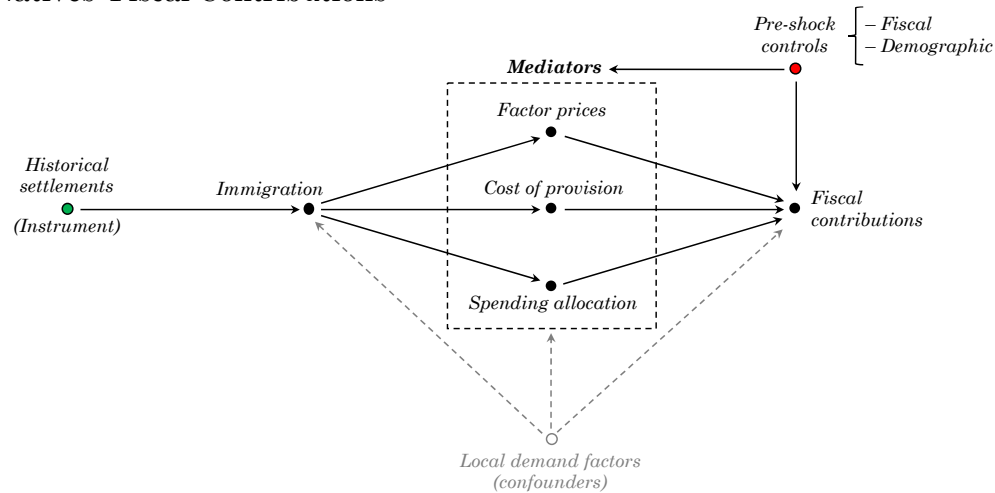 Fiscal
Pre-shock
controls
– Fiscal
– Demographic
Mediators
Factor prices
Historical
settlements
(Instrument)
Immigration
Cost of provision
Fiscal
contributions
Spending allocation
Local demand factors
(confounders)